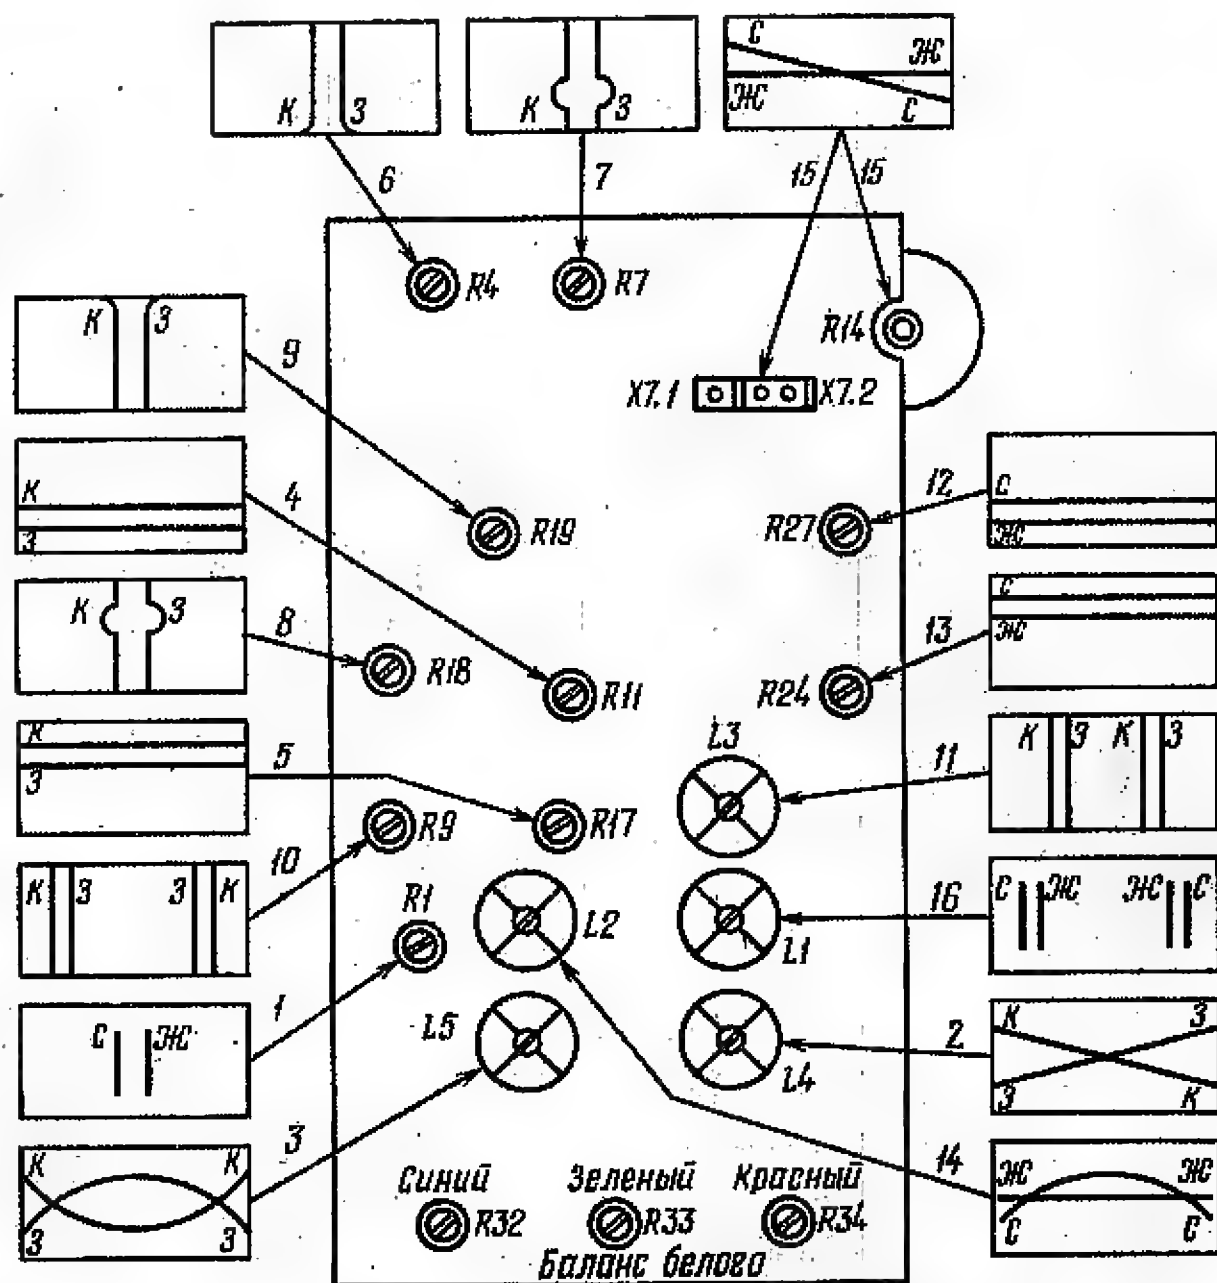 К З
К З
С ЖС
ЖС С
6
7
15 15
R4
R7
R14
К З
9
X7.1 X7.2
R19
R27
12
С
ЖС
К
З
4
К З
8
R18
R11
R24
13
С
ЖС
L3
К З К З
11
К
З
5
R9
R17
К З З К
10
R1
L2
L1
16
С ЖС ЖС С
С ЖС
1
L5
L4
2
К З
З К
К К
З З
3
14
ЖС ЖС
С С
Синий Зеленый Красный
R32 R33 R34
Баланс белого